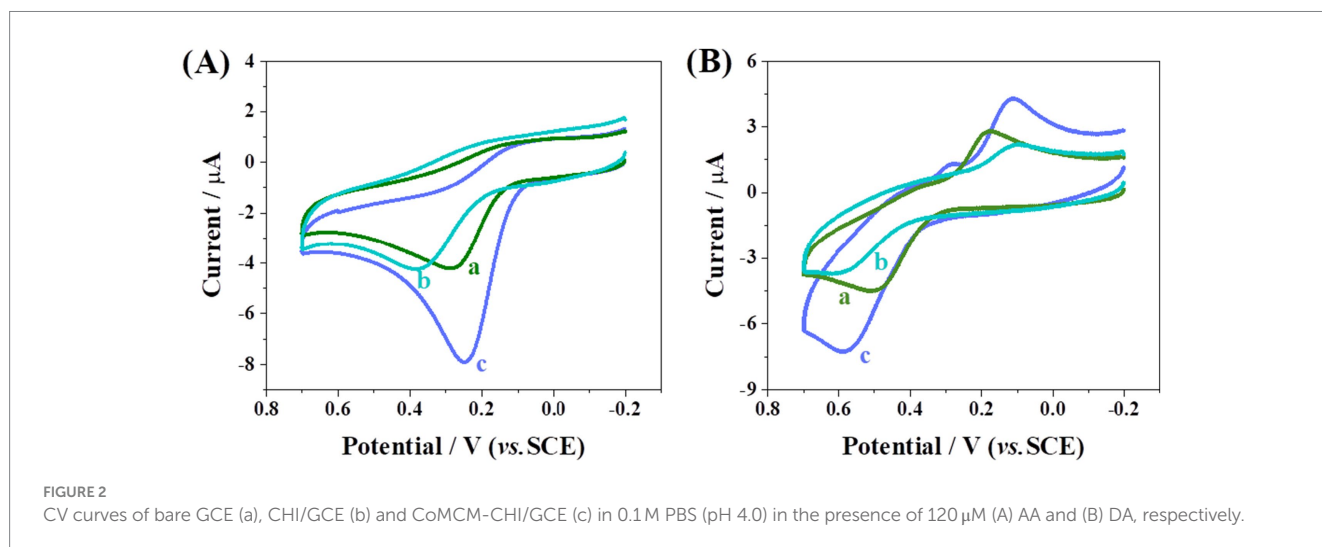 (A)
4
2
0
-2
-4
-6
-8
Current / μA
0.8 0.6 0.4 0.2 0.0 -0.2
Potential / V (vs.SCE)
a
b
c
(B)
6
3
0
-3
-6
-9
Current / μA
0.8 0.6 0.4 0.2 0.0 -0.2
Potential / V (vs.SCE)
b
a
c
FIGURE 2
CV curves of bare GCE (a), CHI/GCE (b) and CoMCM-CHI/GCE (c) in 0.1 M PBS (pH 4.0) in the presence of 120 μM (A) AA and (B) DA, respectively.